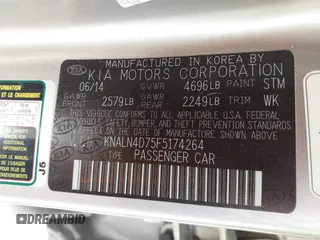 MANUFACTURED IN KOREA BY
KIA KIA MOTORS CORPORATION
06/14 GVWR 4696LB PAINT STM
GAWR GAWR
FRONT 2579LB REAR 2249LB TRIM WK
THIS VEHICLE CONFORMS TO ALL APPLICABLE U.S.A. FEDERAL
MOTOR VEHICLE SAFETY, BUMPER, AND THEFT PREVENTION
STANDARDS IN EFFECT ON THE DATE OF MANUFACTURE SHOWN ABOVE.
KNALN4D75F5174264
PASSENGER CAR
J5
DREAMBID